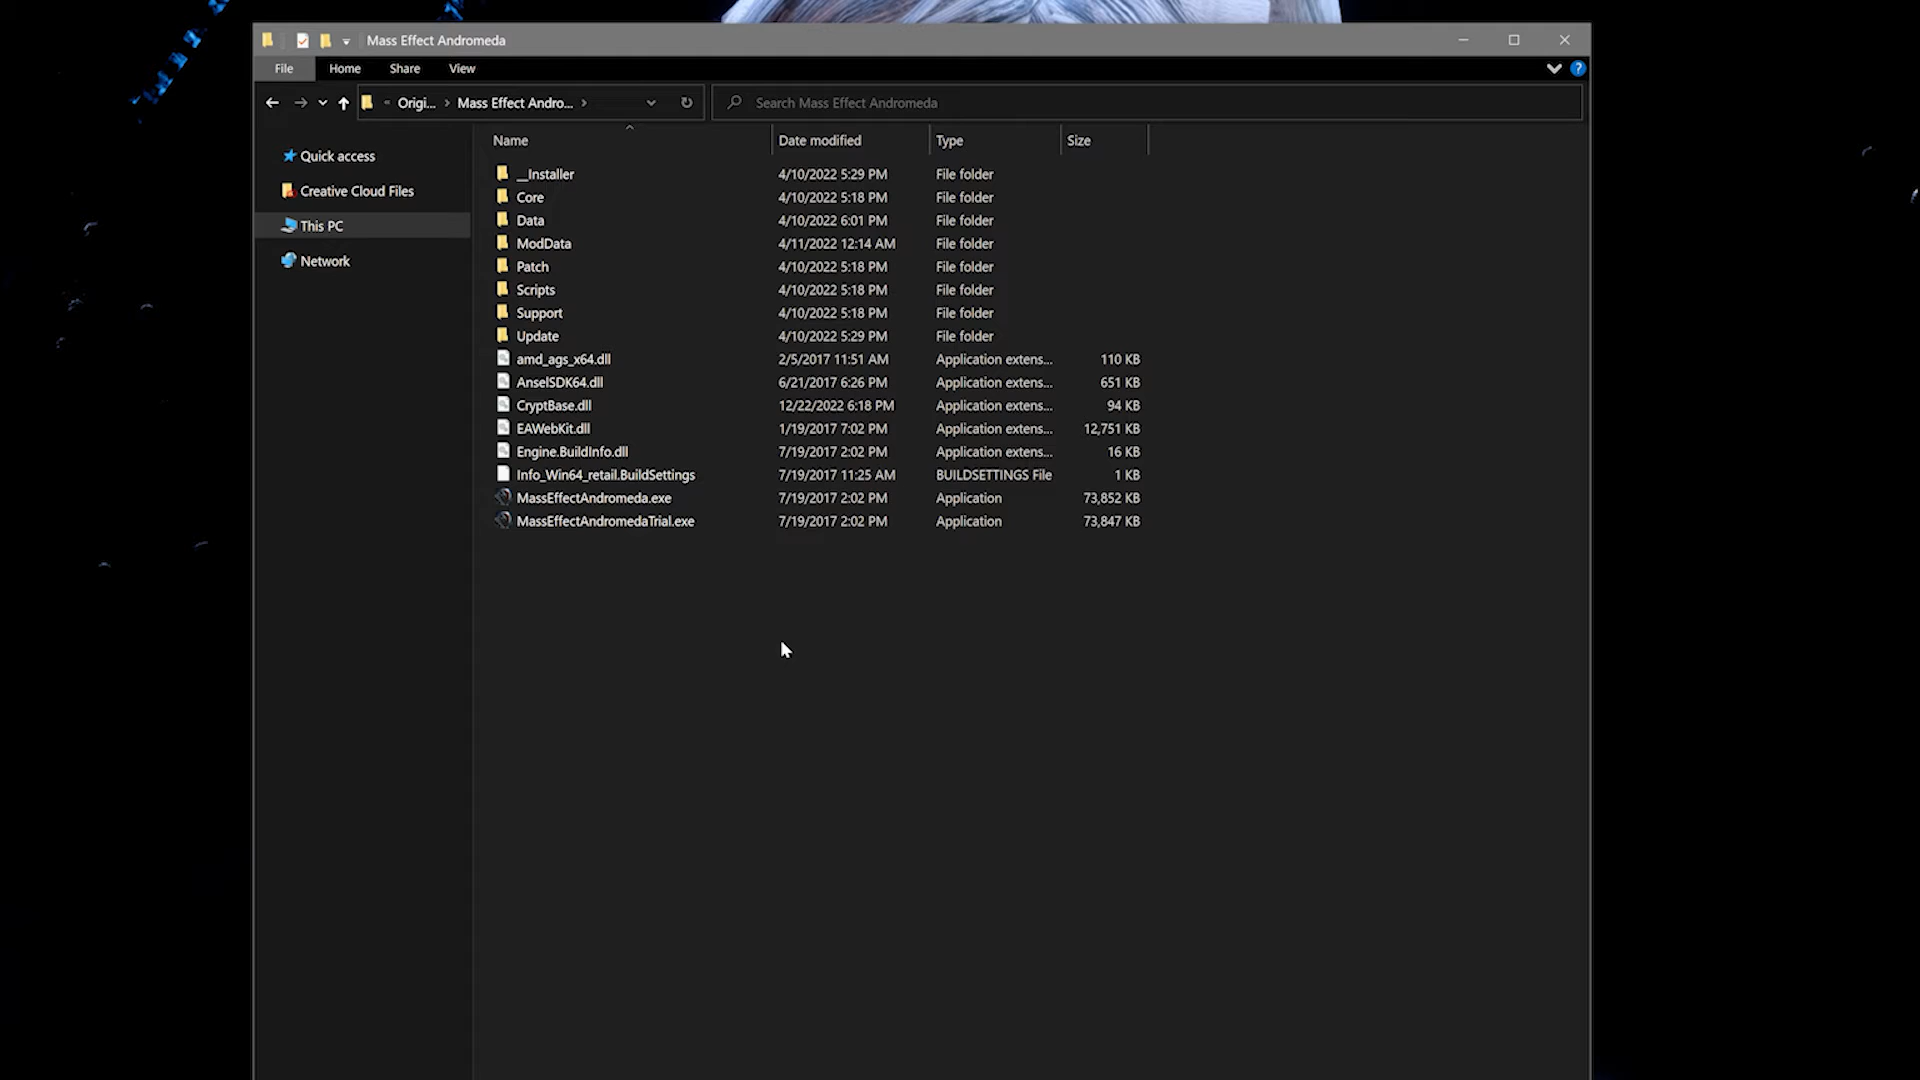 Mass Effect Andromeda
File Home Share View
« Origi... › Mass Effect Andro... › Search Mass Effect Andromeda
Name Date modified Type Size
Quick access
Creative Cloud Files
This PC
Network
__Installer 4/10/2022 5:29 PM File folder
Core 4/10/2022 5:18 PM File folder
Data 4/10/2022 6:01 PM File folder
ModData 4/11/2022 12:14 AM File folder
Patch 4/10/2022 5:18 PM File folder
Scripts 4/10/2022 5:18 PM File folder
Support 4/10/2022 5:18 PM File folder
Update 4/10/2022 5:29 PM File folder
amd_ags_x64.dll 2/5/2017 11:51 AM Application extens... 110 KB
AnselSDK64.dll 6/21/2017 6:26 PM Application extens... 651 KB
CryptBase.dll 12/22/2022 6:18 PM Application extens... 94 KB
EAWebKit.dll 1/19/2017 7:02 PM Application extens... 12,751 KB
Engine.BuildInfo.dll 7/19/2017 2:02 PM Application extens... 16 KB
Info_Win64_retail.BuildSettings 7/19/2017 11:25 AM BUILDSETTINGS File 1 KB
MassEffectAndromeda.exe 7/19/2017 2:02 PM Application 73,852 KB
MassEffectAndromedaTrial.exe 7/19/2017 2:02 PM Application 73,847 KB